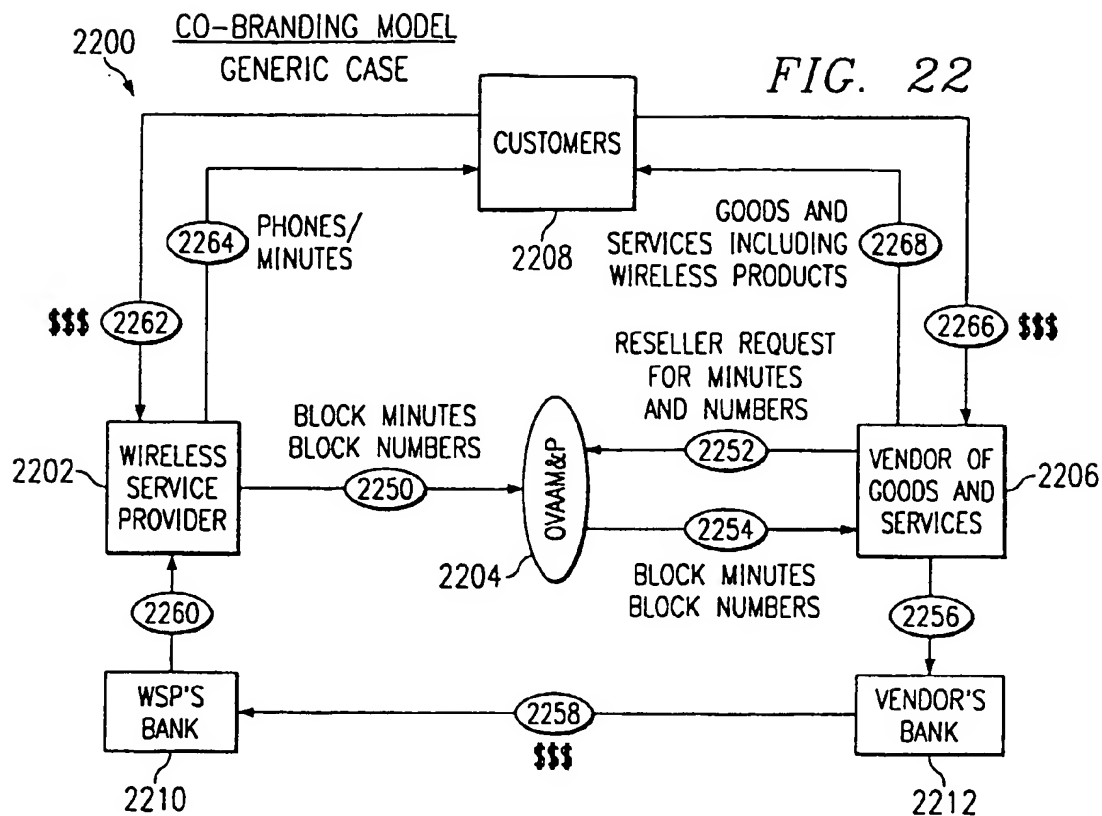 2200
CO-BRANDING MODEL
GENERIC CASE
FIG. 22
CUSTOMERS
2208
2264
PHONES/
MINUTES
GOODS AND
SERVICES INCLUDING
WIRELESS PRODUCTS
2268
$$$ 2262
2266 $$$
RESELLER REQUEST
FOR MINUTES
AND NUMBERS
2202
WIRELESS
SERVICE
PROVIDER
BLOCK MINUTES
BLOCK NUMBERS
2250
OVAAM&P
2204
2252
2254
BLOCK MINUTES
BLOCK NUMBERS
VENDOR OF
GOODS AND
SERVICES
2206
2260
2256
WSP'S
BANK
2210
2258
$$$
VENDOR'S
BANK
2212